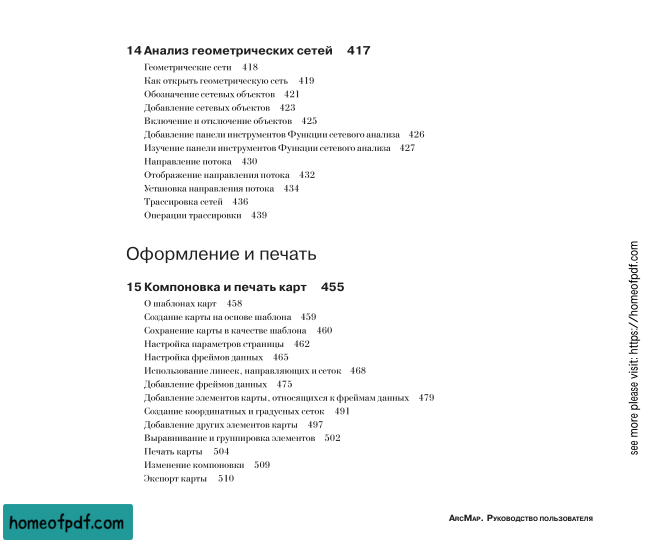 14 Анализ геометрических сетей 417
Геометрические сети 418
Как открыть геометрическую сеть 419
Обозначение сетевых объектов 421
Добавление сетевых объектов 423
Включение и отключение объектов 425
Добавление панели инструментов Функции сетевого анализа 426
Изучение панели инструментов Функции сетевого анализа 427
Направление потока 430
Отображение направления потока 432
Установка направления потока 434
Трассировка сетей 436
Операции трассировки 439
Оформление и печать
15 Компоновка и печать карт 455
О шаблонах карт 458
Создание карты на основе шаблона 459
Сохранение карты в качестве шаблона 460
Настройка параметров страницы 462
Настройка фреймов данных 465
Использование линеек, направляющих и сеток 468
Добавление фреймов данных 475
Добавление элементов карты, относящихся к фреймам данных 479
Создание координатных и градусных сеток 491
Добавление других элементов карты 497
Выравнивание и группировка элементов 502
Печать карты 504
Изменение компоновки 509
Экспорт карты 510
ArcMap. Руководство пользователя
see more please visit: https://homeofpdf.com
homeofpdf.com